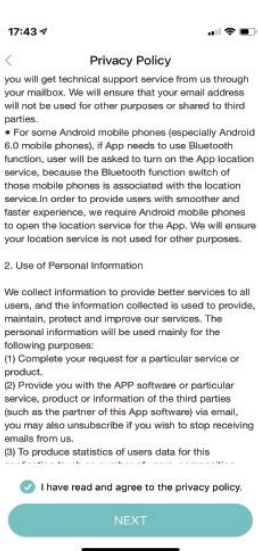 17:43
Privacy Policy
you will get technical support service from us through
your mailbox. We will ensure that your email address
will not be used for other purposes or shared to third
parties.
• For some Android mobile phones (especially Android
6.0 mobile phones), if App needs to use Bluetooth
function, user will be asked to turn on the App location
service, because the Bluetooth function switch of
those mobile phones is associated with the location
service.In order to provide users with smoother and
faster experience, we require Android mobile phones
to open the location service for the App. We will ensure
your location service is not used for other purposes.
2. Use of Personal Information
We collect information to provide better services to all
users, and the information collected is used to provide,
maintain, protect and improve our services. The
personal information will be used mainly for the
following purposes:
(1) Complete your request for a particular service or
product.
(2) Provide you with the APP software or particular
service, product or information of the third parties
(such as the partner of this App software) via email,
you may also unsubscribe if you wish to stop receiving
emails from us.
(3) To produce statistics of users data for this
I have read and agree to the privacy policy.
NEXT